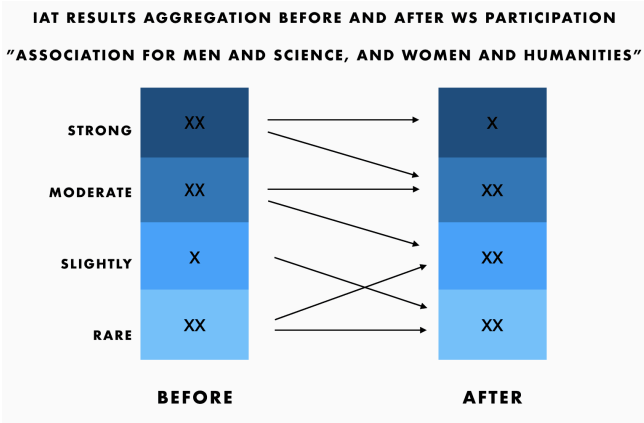 IAT RESULTS AGGREGATION BEFORE AND AFTER WS PARTICIPATION
"ASSOCIATION FOR MEN AND SCIENCE, AND WOMEN AND HUMANITIES"
STRONG XX X
MODERATE XX XX
SLIGHTLY X XX
RARE XX XX
BEFORE AFTER